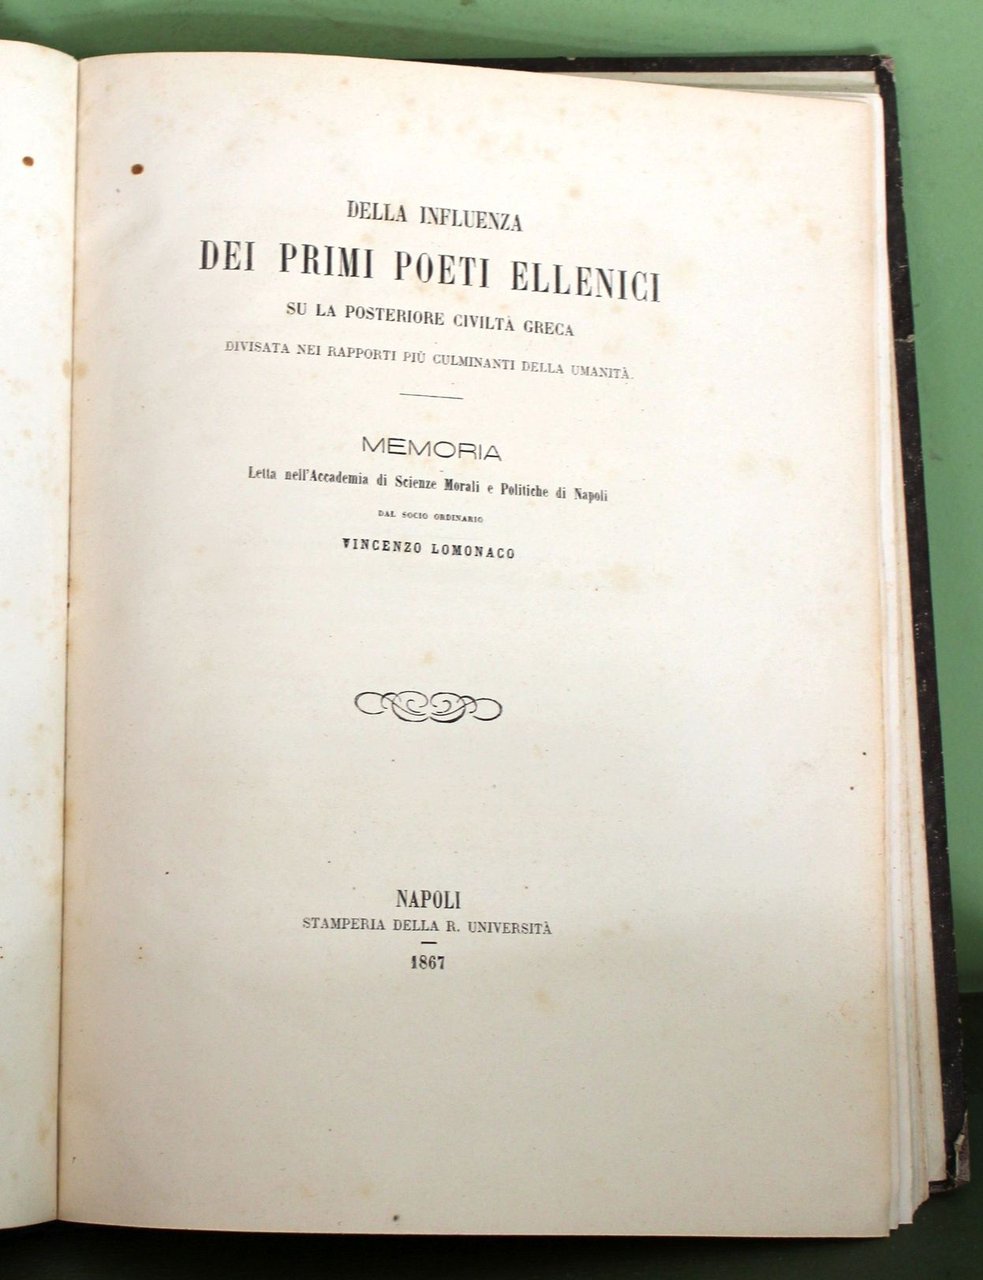 DELLA INFLUENZA
DEI PRIMI POETI ELLENICI
SU LA POSTERIORE CIVILTÀ GRECA
DIVISATA NEI RAPPORTI PIÙ CULMINANTI DELLA UMANITÀ.
MEMORIA
Letta nell'Accademia di Scienze Morali e Politiche di Napoli
DAL SOCIO ORDINARIO
VINCENZO LOMONACO
NAPOLI
STAMPERIA DELLA R. UNIVERSITÀ
1867